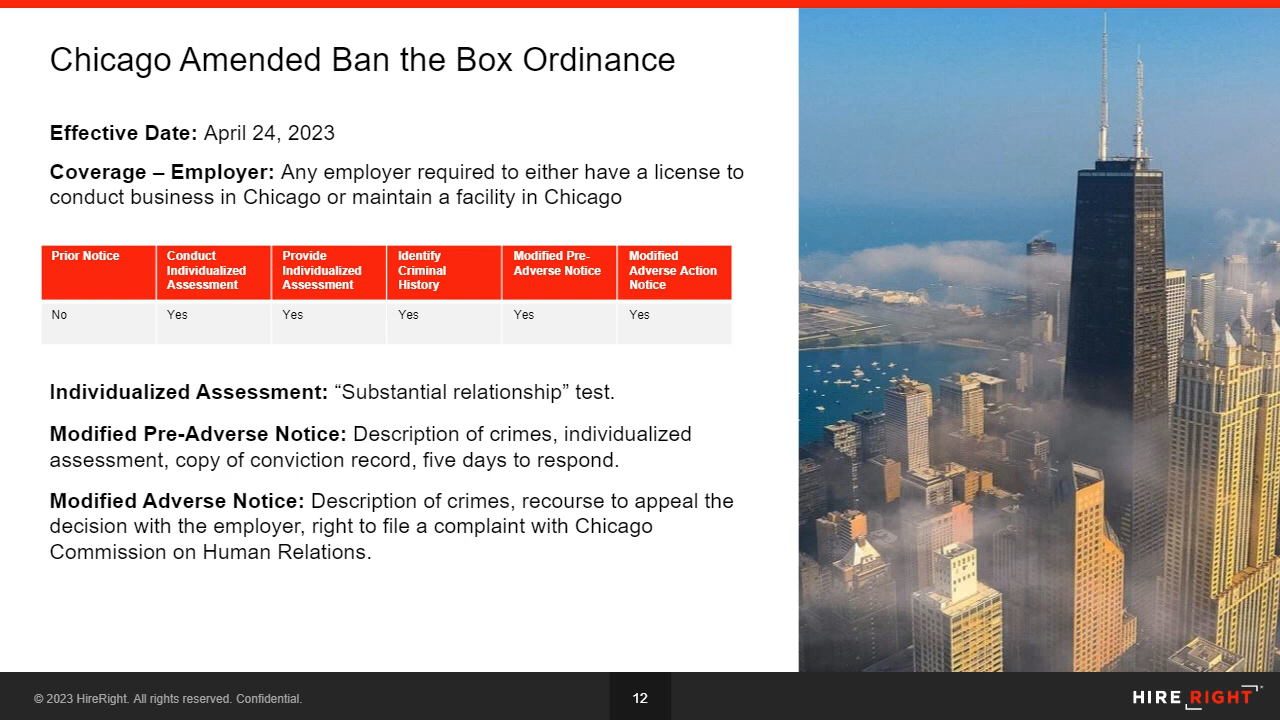 Chicago Amended Ban the Box Ordinance
Effective Date: April 24, 2023
Coverage – Employer: Any employer required to either have a license to
conduct business in Chicago or maintain a facility in Chicago
Prior Notice
Conduct
Individualized
Assessment
Provide
Individualized
Assessment
Identify
Criminal
History
Modified Pre-
Adverse Notice
Modified
Adverse Action
Notice
No
Yes
Yes
Yes
Yes
Yes
Individualized Assessment: “Substantial relationship” test.
Modified Pre-Adverse Notice: Description of crimes, individualized
assessment, copy of conviction record, five days to respond.
Modified Adverse Notice: Description of crimes, recourse to appeal the
decision with the employer, right to file a complaint with Chicago
Commission on Human Relations.
© 2023 HireRight. All rights reserved. Confidential.
12
HIRE RIGHT